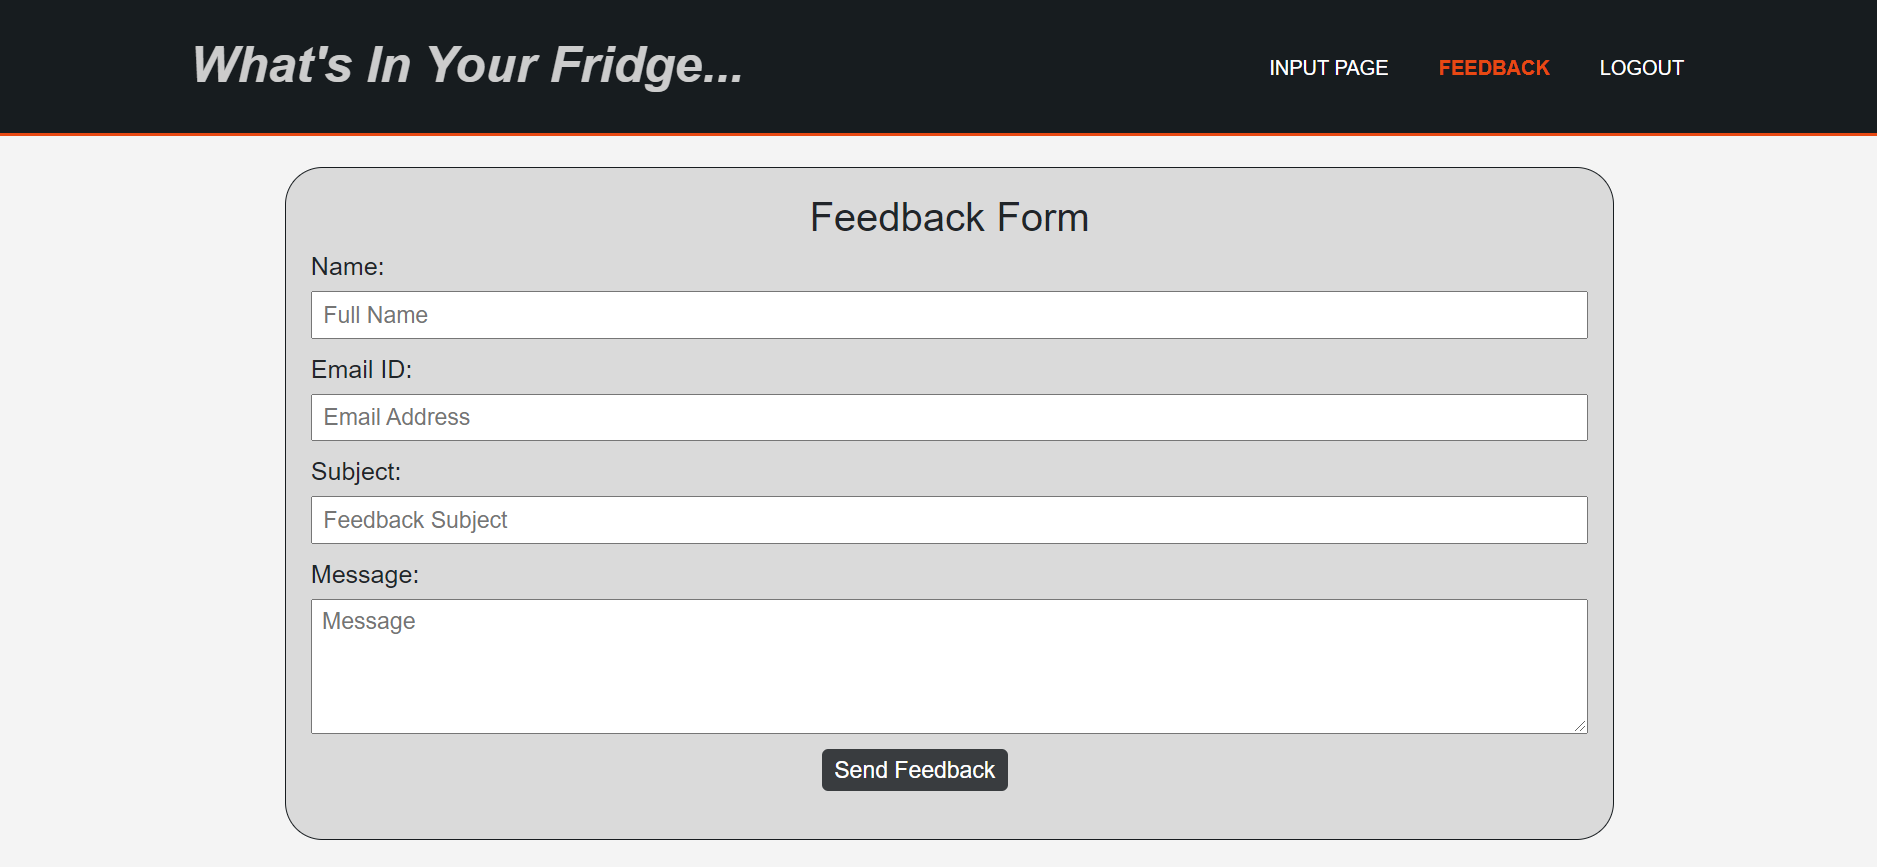 What's In Your Fridge...
INPUT PAGE FEEDBACK LOGOUT
Feedback Form
Name:
Full Name
Email ID:
Email Address
Subject:
Feedback Subject
Message:
Message
Send Feedback